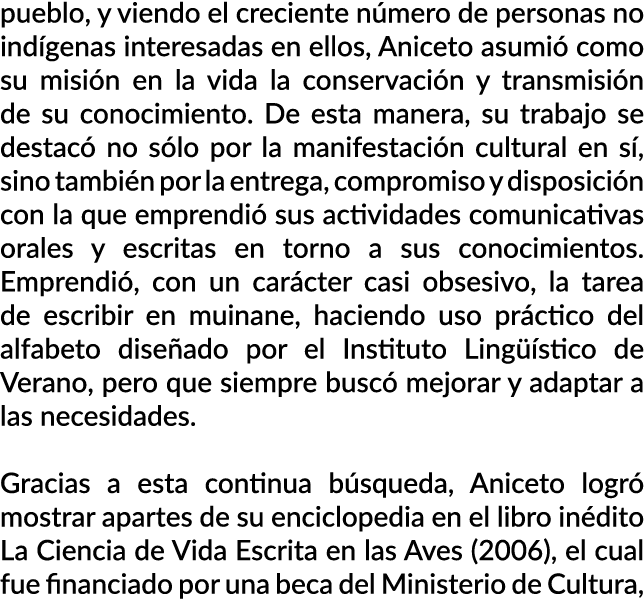 pueblo, y viendo el creciente número de personas no
indígenas interesadas en ellos, Aniceto asumió como
su misión en la vida la conservación y transmisión
de su conocimiento. De esta manera, su trabajo se
destacó no sólo por la manifestación cultural en sí,
sino también por la entrega, compromiso y disposición
con la que emprendió sus actividades comunicativas
orales y escritas en torno a sus conocimientos.
Emprendió, con un carácter casi obsesivo, la tarea
de escribir en muinane, haciendo uso práctico del
alfabeto diseñado por el Instituto Lingüístico de
Verano, pero que siempre buscó mejorar y adaptar a
las necesidades.
Gracias a esta continua búsqueda, Aniceto logró
mostrar apartes de su enciclopedia en el libro inédito
La Ciencia de Vida Escrita en las Aves (2006), el cual
fue financiado por una beca del Ministerio de Cultura,